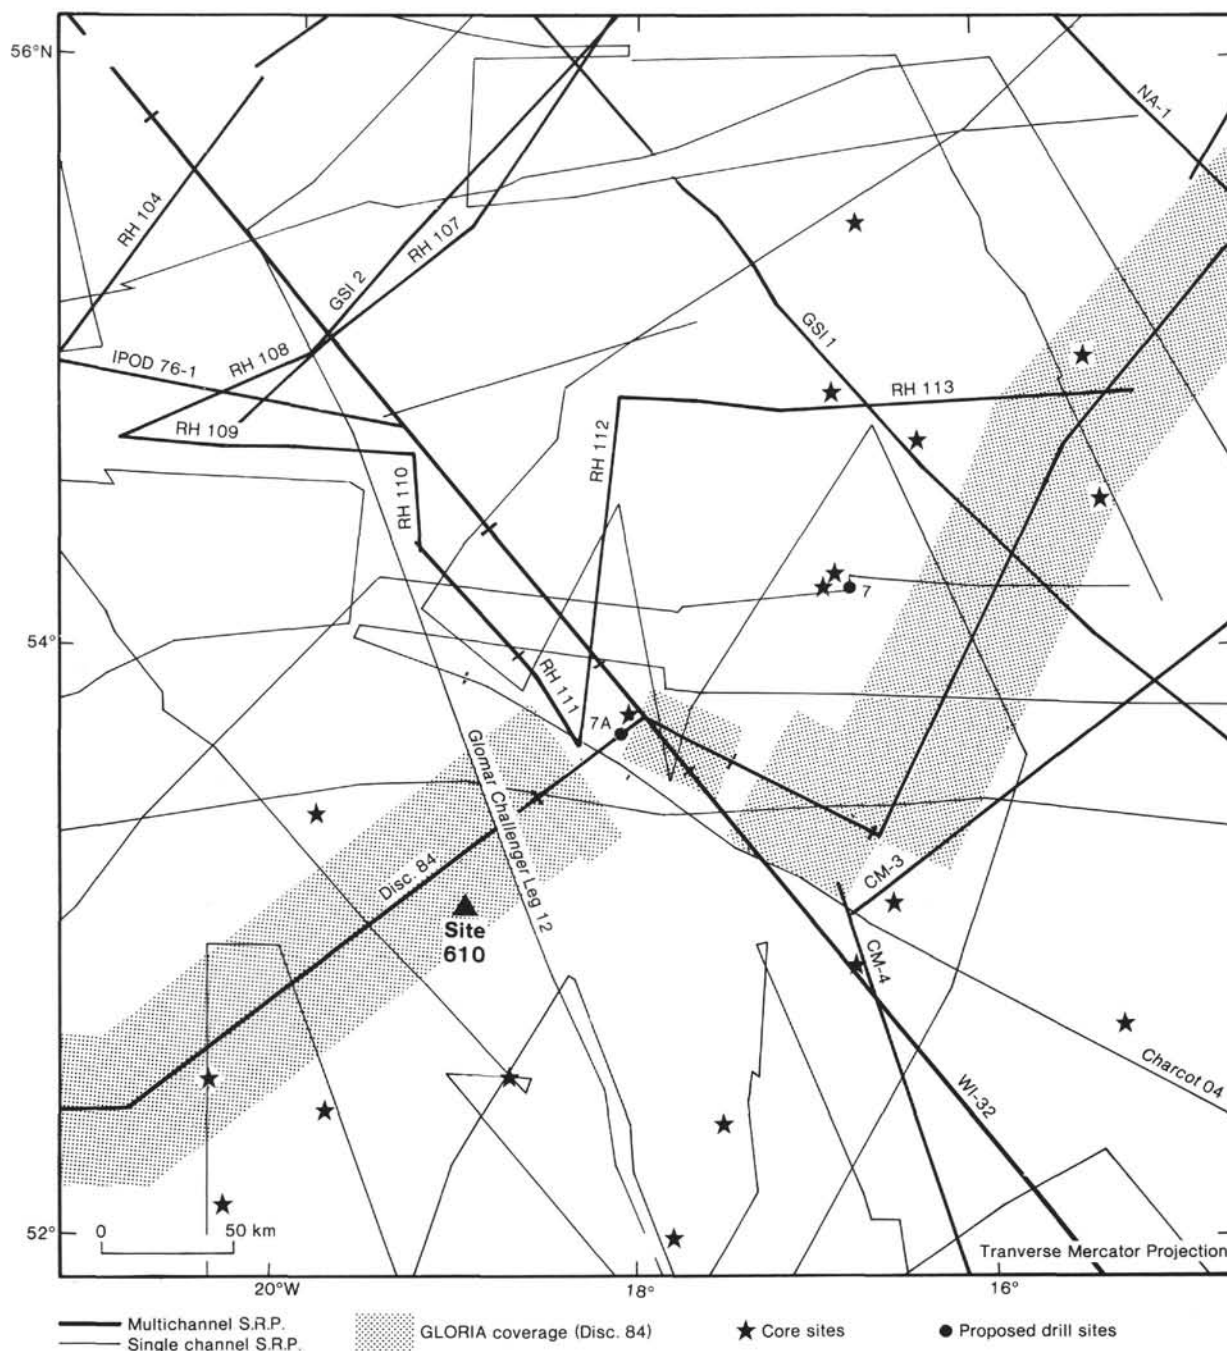 56°N
NA-1
RH 104
RH 107
GSI 2
GSI 1
RH 108
IPOD 76-1
RH 113
RH 109
RH 112
RH 110
7
54°
RH 111
7A
Glomar Challenger Leg 12
Disc. 84
CM-3
Site
610
CM-4
Charcot 04
WI-32
52°
0 50 km
Tranverse Mercator Projection
20°W 18° 16°
Multichannel S.R.P.
Single channel S.R.P.
GLORIA coverage (Disc. 84)
Core sites
Proposed drill sites